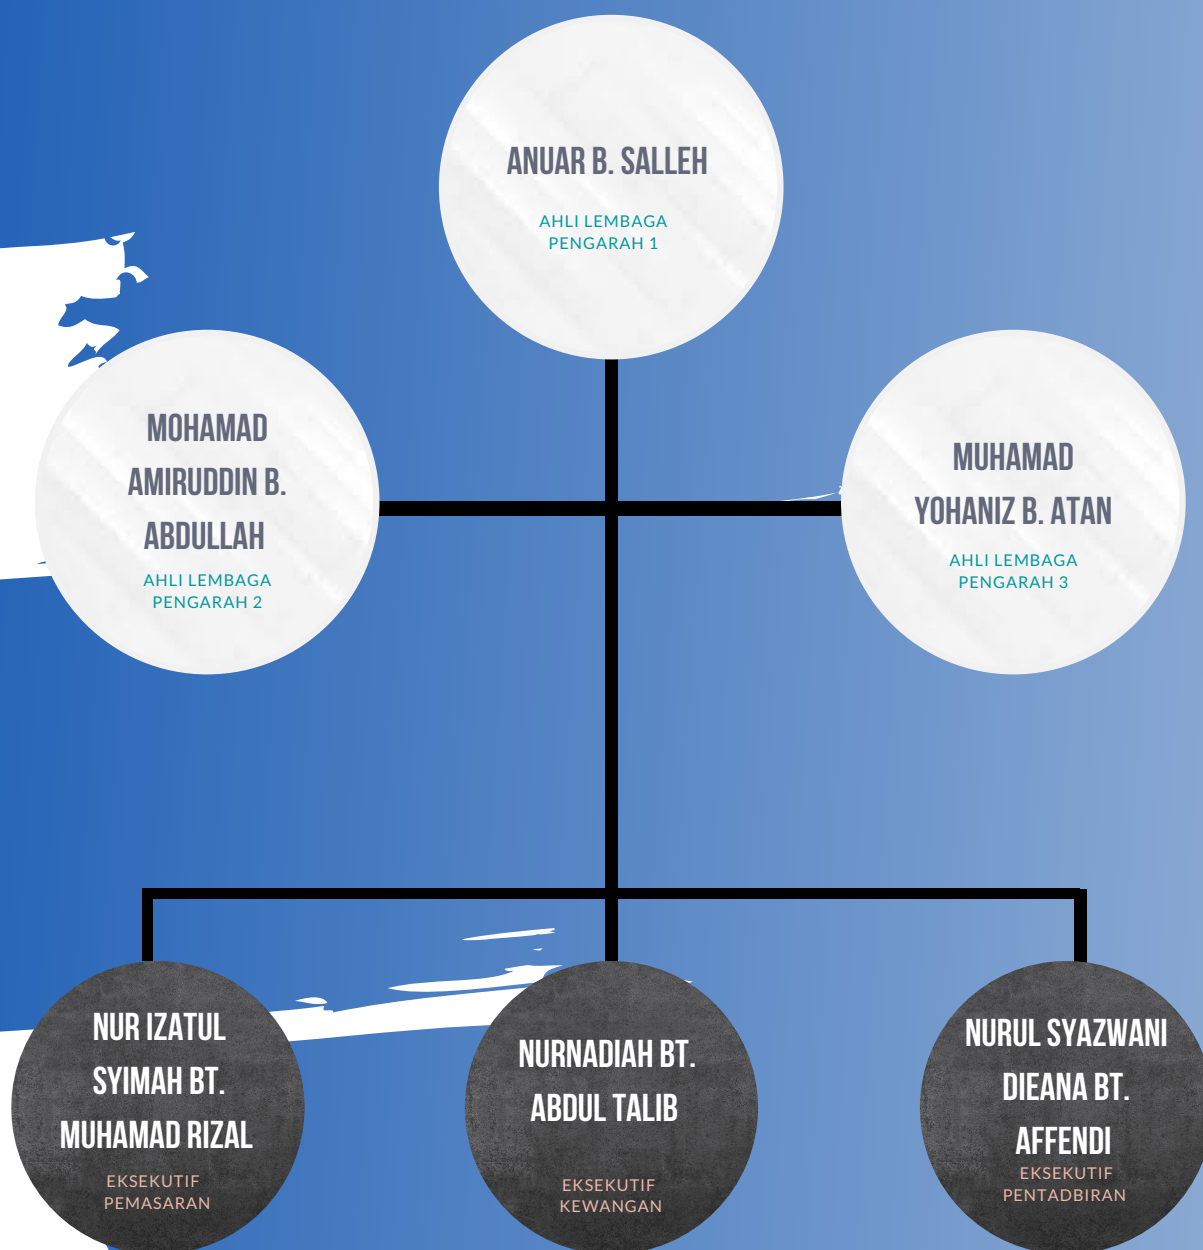 ANUAR B. SALLEH
AHLI LEMBAGA
PENGARAH 1
MOHAMAD
AMIRUDDIN B.
ABDULLAH
AHLI LEMBAGA
PENGARAH 2
MUHAMAD
YOHANIZ B. ATAN
AHLI LEMBAGA
PENGARAH 3
NUR IZATUL
SYIMAH BT.
MUHAMAD RIZAL
EKSEKUTIF
PEMASARAN
NURNADIAH BT.
ABDUL TALIB
EKSEKUTIF
KEWANGAN
NURUL SYAZWANI
DIEANA BT.
AFFENDI
EKSEKUTIF
PENTADBIRAN